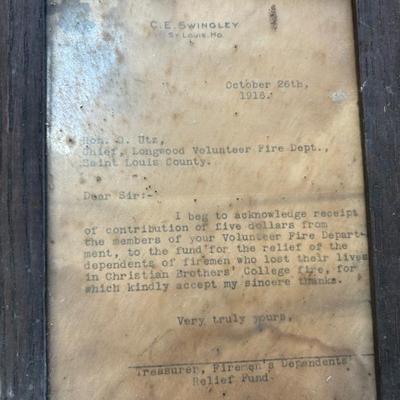 C. E. SWINGLEY
ST. LOUIS, MO.
October 26th,
1916.
Hon. O. Utz,
Chief, Longwood Volunteer Fire Dept.,
Saint Louis County.
Dear Sir:-
I beg to acknowledge receipt
of contribution of five dollars from
the members of your Volunteer Fire Depart-
ment, to the fund for the relief of the
dependents of firemen who lost their lives
in Christian Brothers' College fire, for
which kindly accept my sincere thanks.
Very truly yours,
Treasurer, Firemen's Dependents'
Relief Fund.